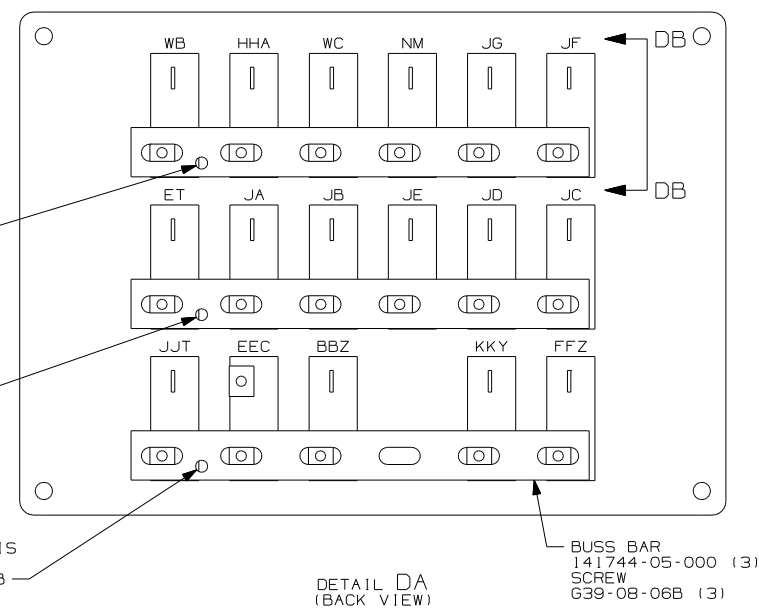 WB HHA WC NM JG JF DB
DB
ET JA JB JE JD JC
JJT EEC BBZ KKY FFZ
IS
B
BUSS BAR
141744-05-000 (3)
SCREW
G39-08-06B (3)
DETAIL DA
(BACK VIEW)